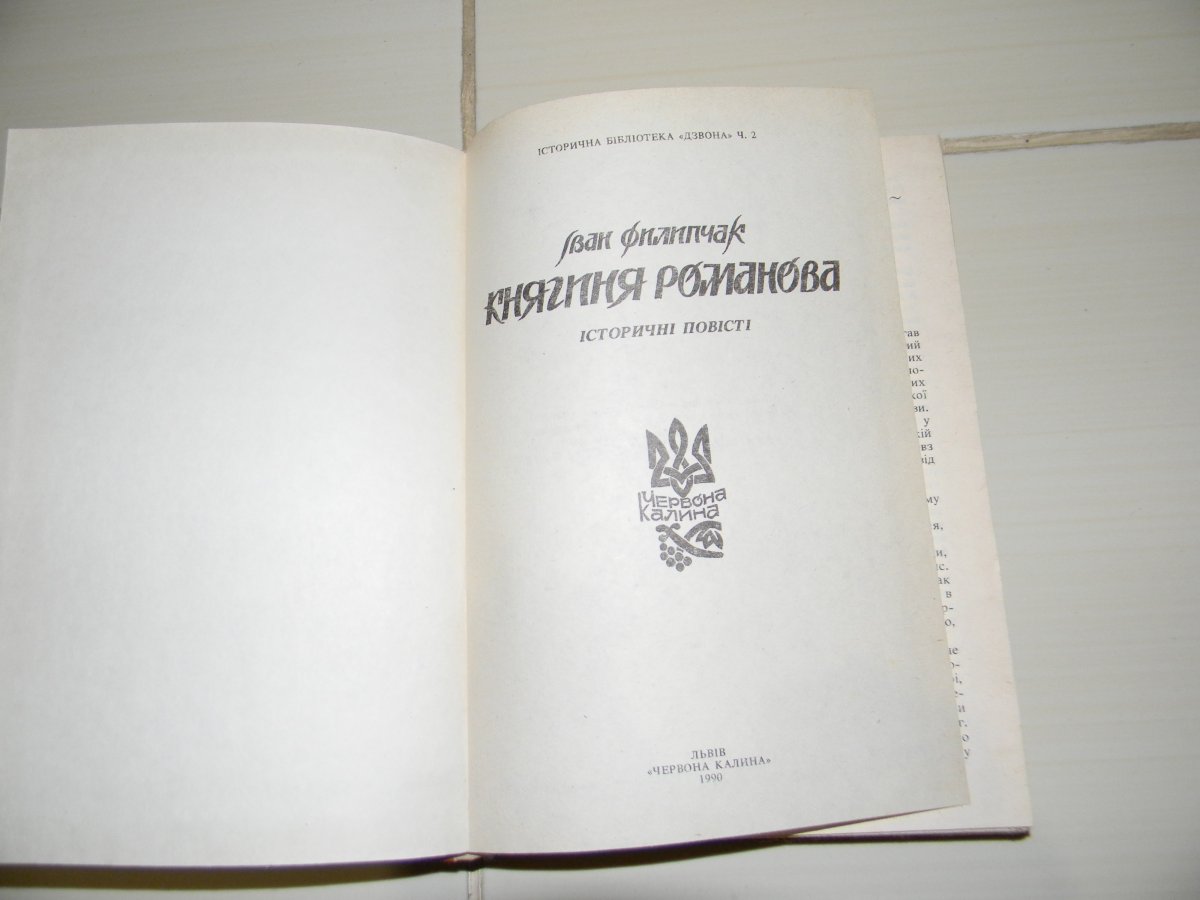 ІСТОРИЧНА БІБЛІОТЕКА «ДЗВОНА» Ч. 2
Іван Филипчак
КНЯГИНЯ РОМАНОВА
ІСТОРИЧНІ ПОВІСТІ
ЧЕРВОНА
КАЛИНА
ЛЬВІВ
«ЧЕРВОНА КАЛИНА»
1990